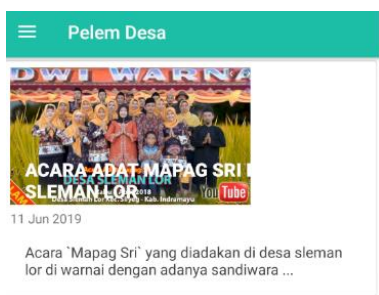 Pelem Desa
DWI WARNA
ACARA ADAT MAPAG SRI
DESA SLEMAN LOR
SLEMAN LOR
YouTube
11 Jun 2019
Acara `Mapag Sri` yang diadakan di desa sleman
lor di warnai dengan adanya sandiwara ...